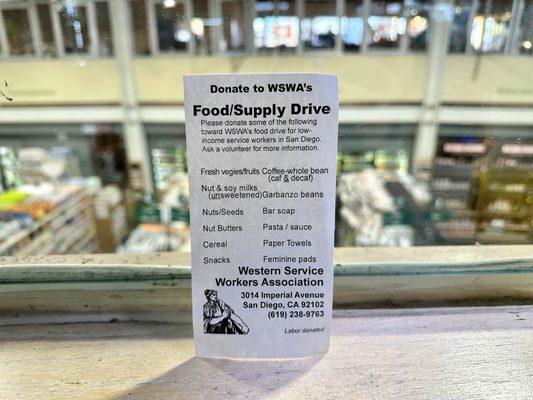 Donate to WSWA's
Food/Supply Drive
Please donate some of the following
toward WSWA's food drive for low-
income service workers in San Diego.
Ask a volunteer for more information.
Fresh vegies/fruits Coffee-whole bean
(caf & decaf)
Nut & soy milks
(unsweetened) Garbanzo beans
Nuts/Seeds Bar soap
Nut Butters Pasta / sauce
Cereal Paper Towels
Snacks Feminine pads
Western Service
Workers Association
3014 Imperial Avenue
San Diego, CA 92102
(619) 238-9763
Labor donated